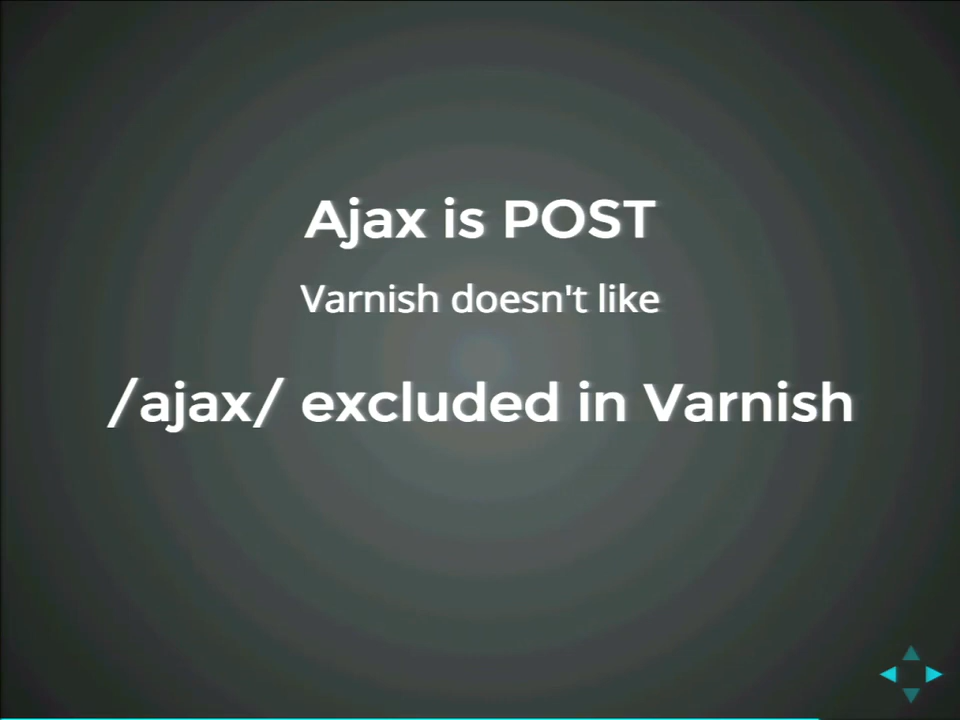 Ajax is POST
Varnish doesn't like
/ajax/ excluded in Varnish